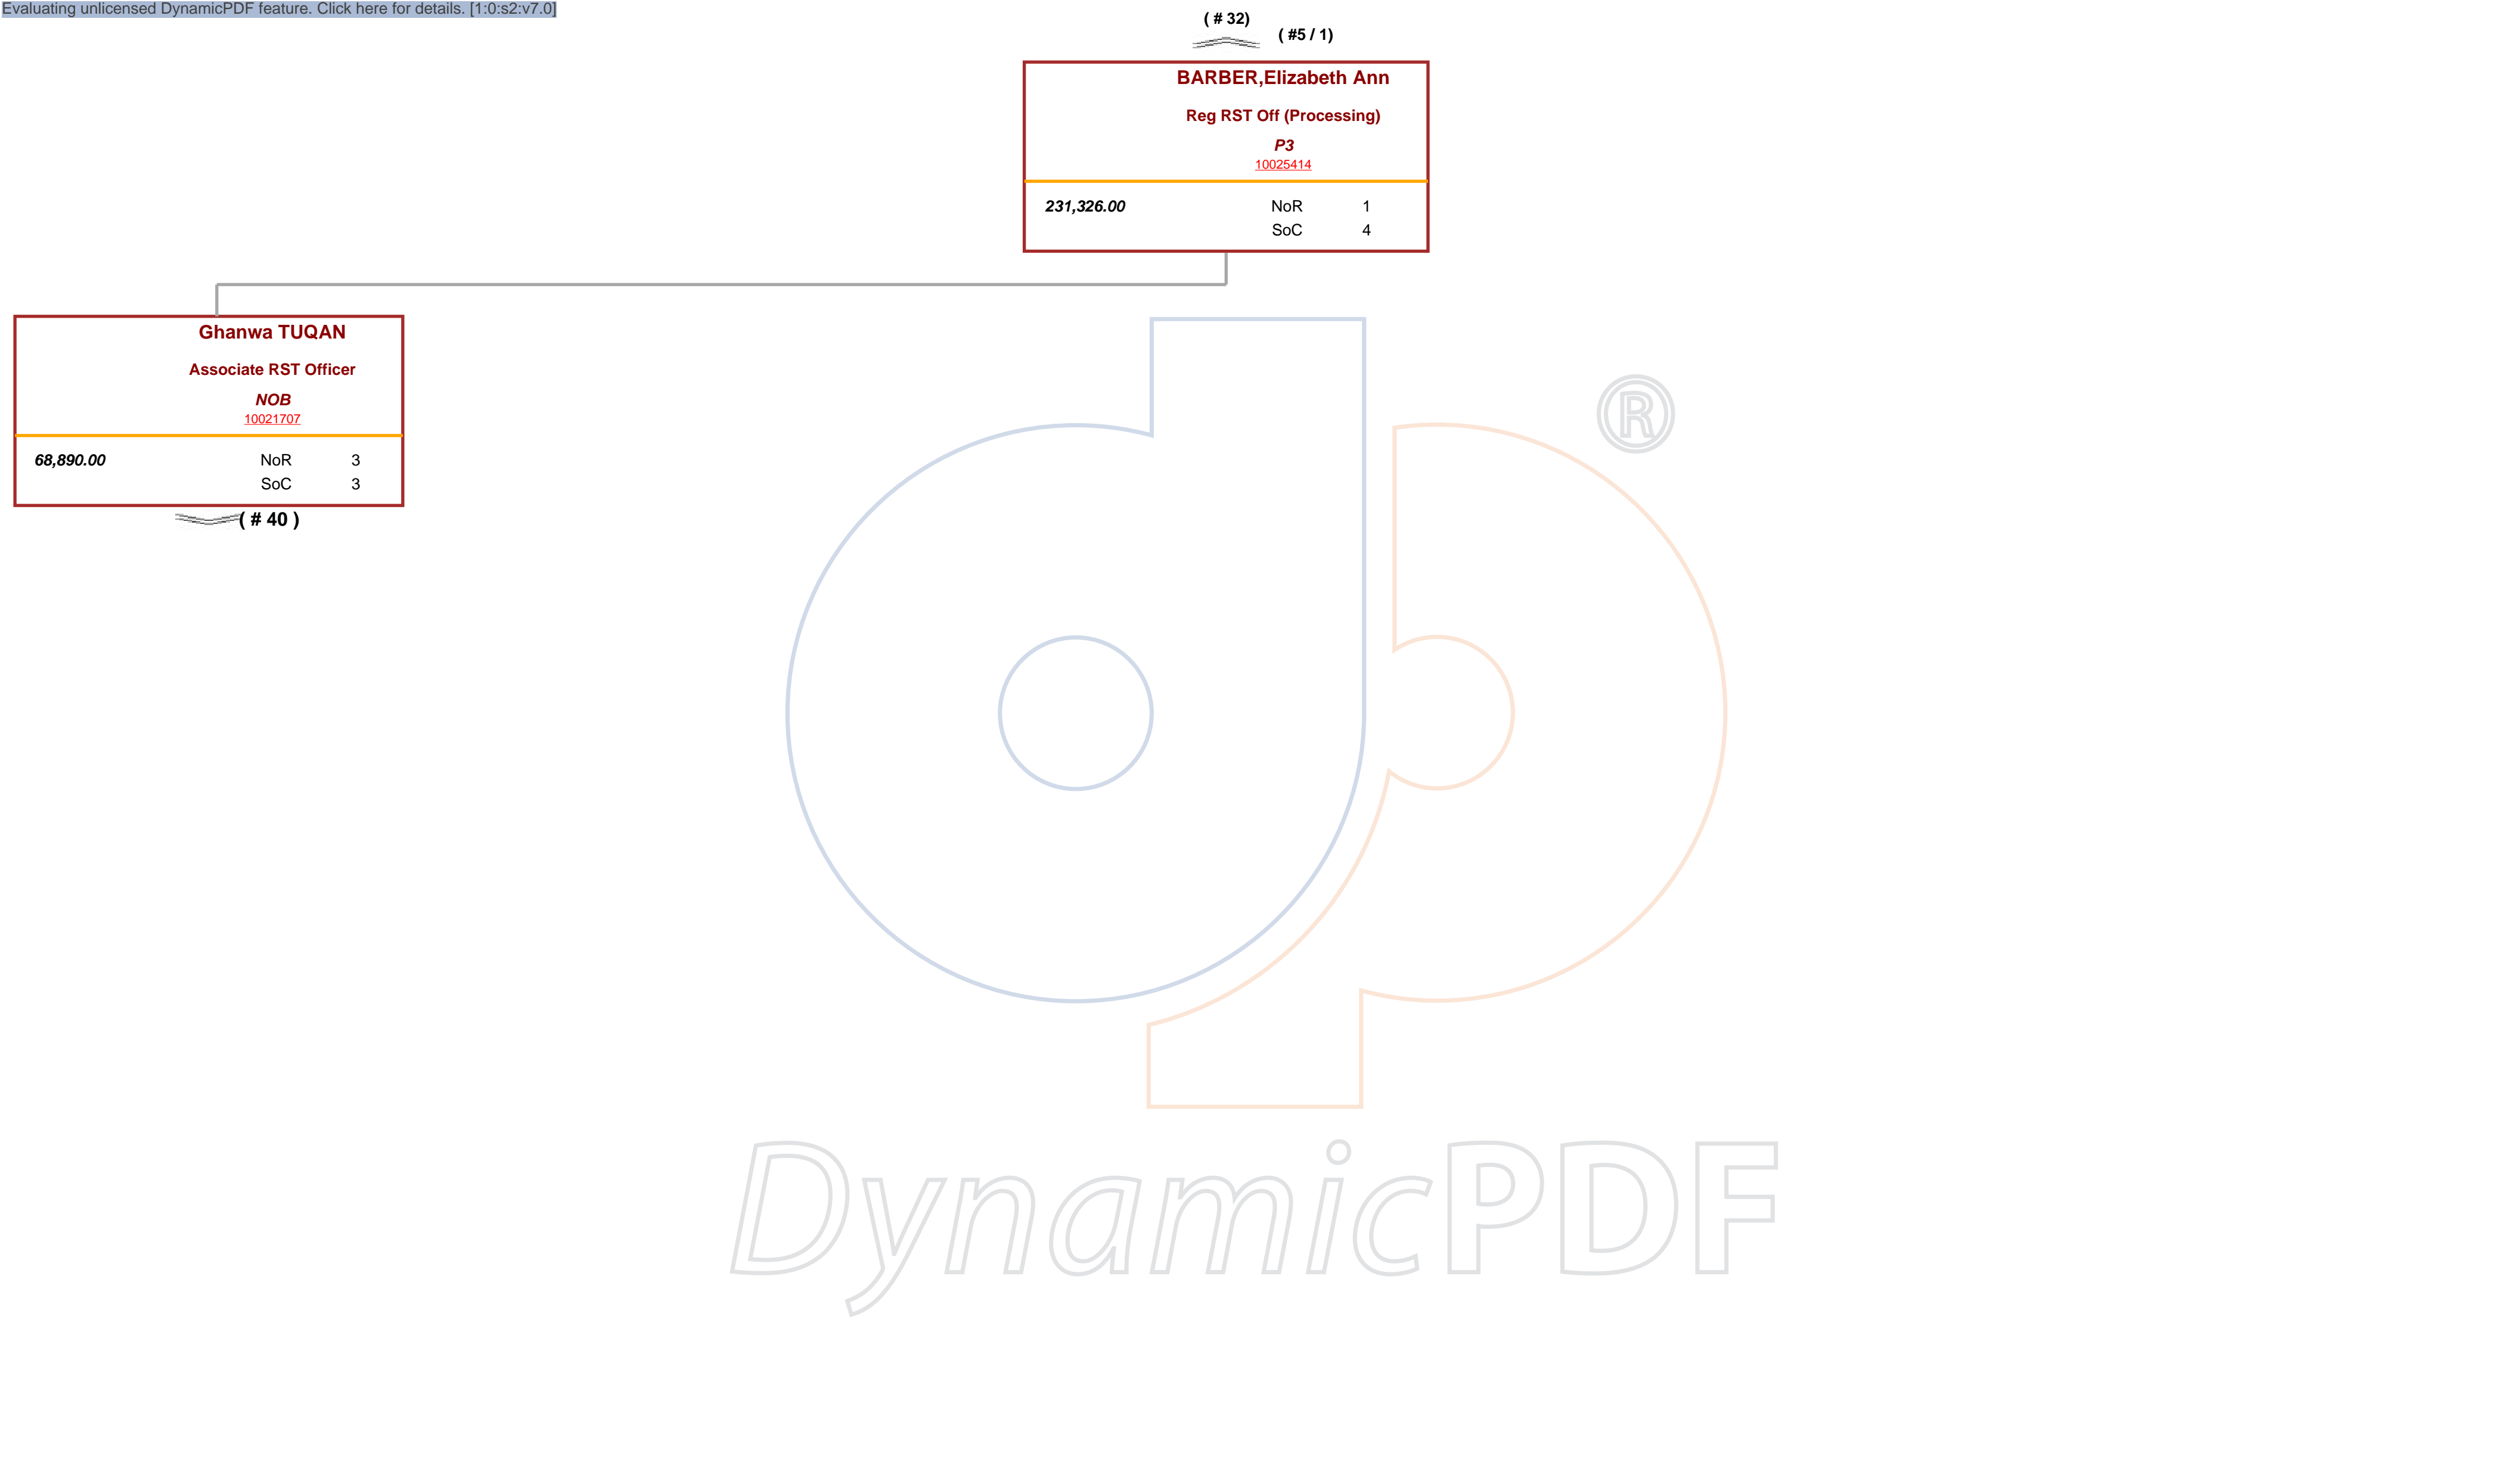 Evaluating unlicensed DynamicPDF feature. Click here for details. [1:0:s2:v7.0]
( # 32)
( #5 / 1)
BARBER,Elizabeth Ann
Reg RST Off (Processing)
P3
10025414
231,326.00 NoR 1
SoC 4
Ghanwa TUQAN
Associate RST Officer
NOB
10021707
68,890.00 NoR 3
SoC 3
( # 40 )
®
DynamicPDF